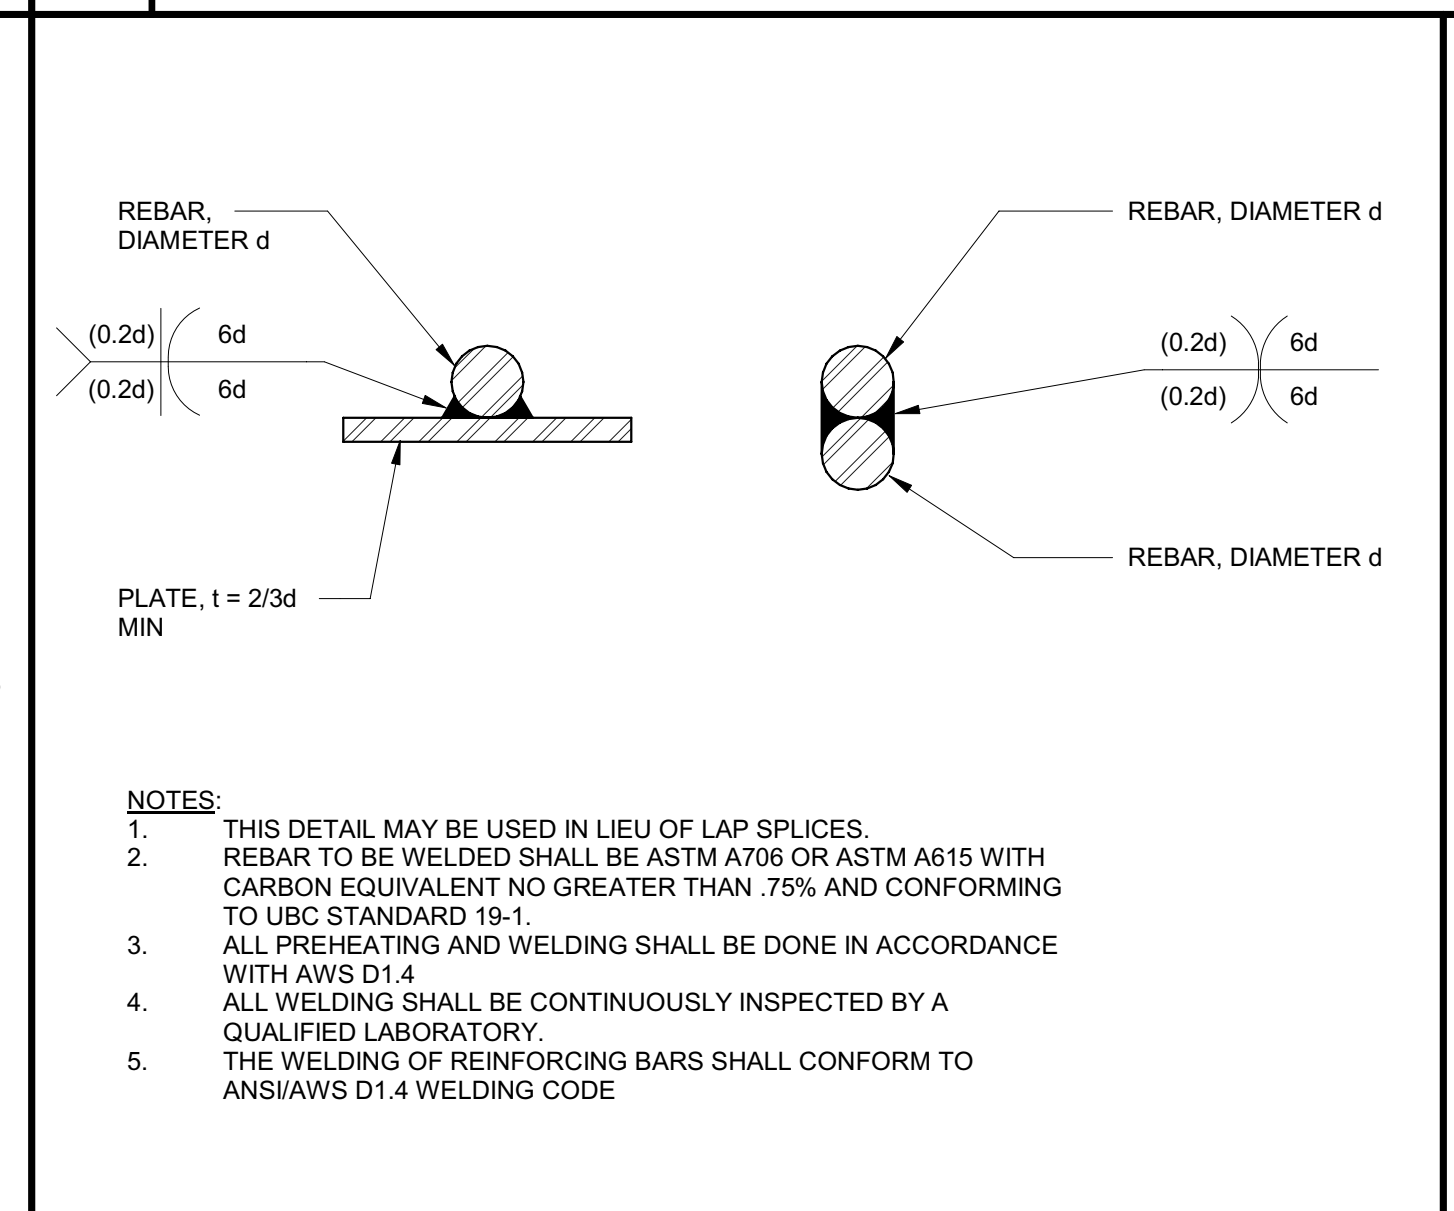 REBAR,
DIAMETER d
REBAR, DIAMETER d
(0.2d) 6d
(0.2d) 6d
(0.2d) 6d
(0.2d) 6d
REBAR, DIAMETER d
PLATE, t = 2/3d
MIN
NOTES:
1. THIS DETAIL MAY BE USED IN LIEU OF LAP SPLICES.
2. REBAR TO BE WELDED SHALL BE ASTM A706 OR ASTM A615 WITH
CARBON EQUIVALENT NO GREATER THAN .75% AND CONFORMING
TO UBC STANDARD 19-1.
3. ALL PREHEATING AND WELDING SHALL BE DONE IN ACCORDANCE
WITH AWS D1.4
4. ALL WELDING SHALL BE CONTINUOUSLY INSPECTED BY A
QUALIFIED LABORATORY.
5. THE WELDING OF REINFORCING BARS SHALL CONFORM TO
ANSI/AWS D1.4 WELDING CODE